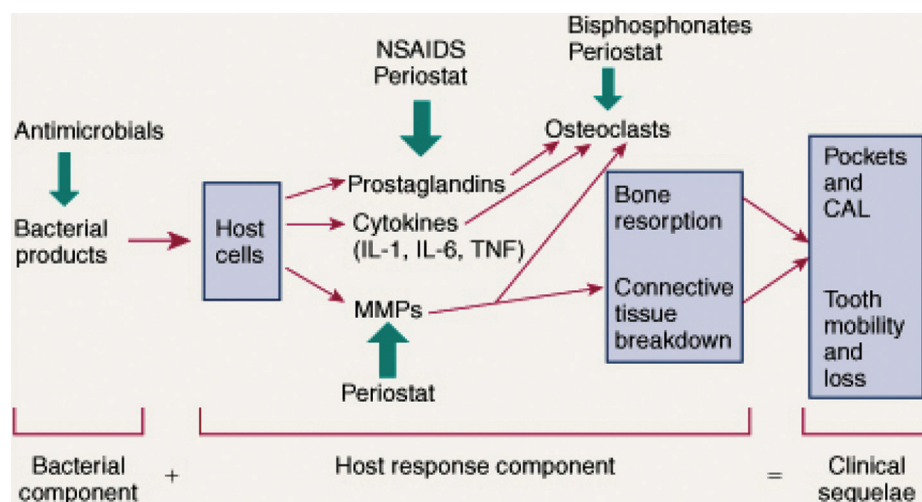 NSAIDS
Periostat
Bisphosphonates
Periostat
Antimicrobials
Osteoclasts
Bacterial
products
Host
cells
Prostaglandins
Cytokines
(IL-1, IL-6, TNF)
MMPs
Periostat
Bone
resorption
Connective
tissue
breakdown
Pockets
and
CAL
Tooth
mobility
and
loss
Bacterial
component
+
Host response component
=
Clinical
sequelae